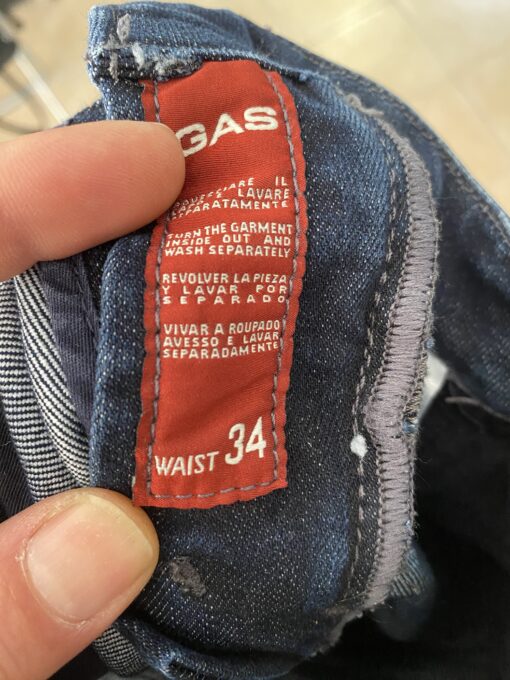 GAS
LAVARE
SEPARATAMENTE
TURN THE GARMENT
INSIDE OUT AND
WASH SEPARATELY
REVOLVER LA PIEZA
Y LAVAR POR
SEPARADO
VIVAR A ROUPADO
AVESSO E LAVAR
SEPARADAMENTE
WAIST 34